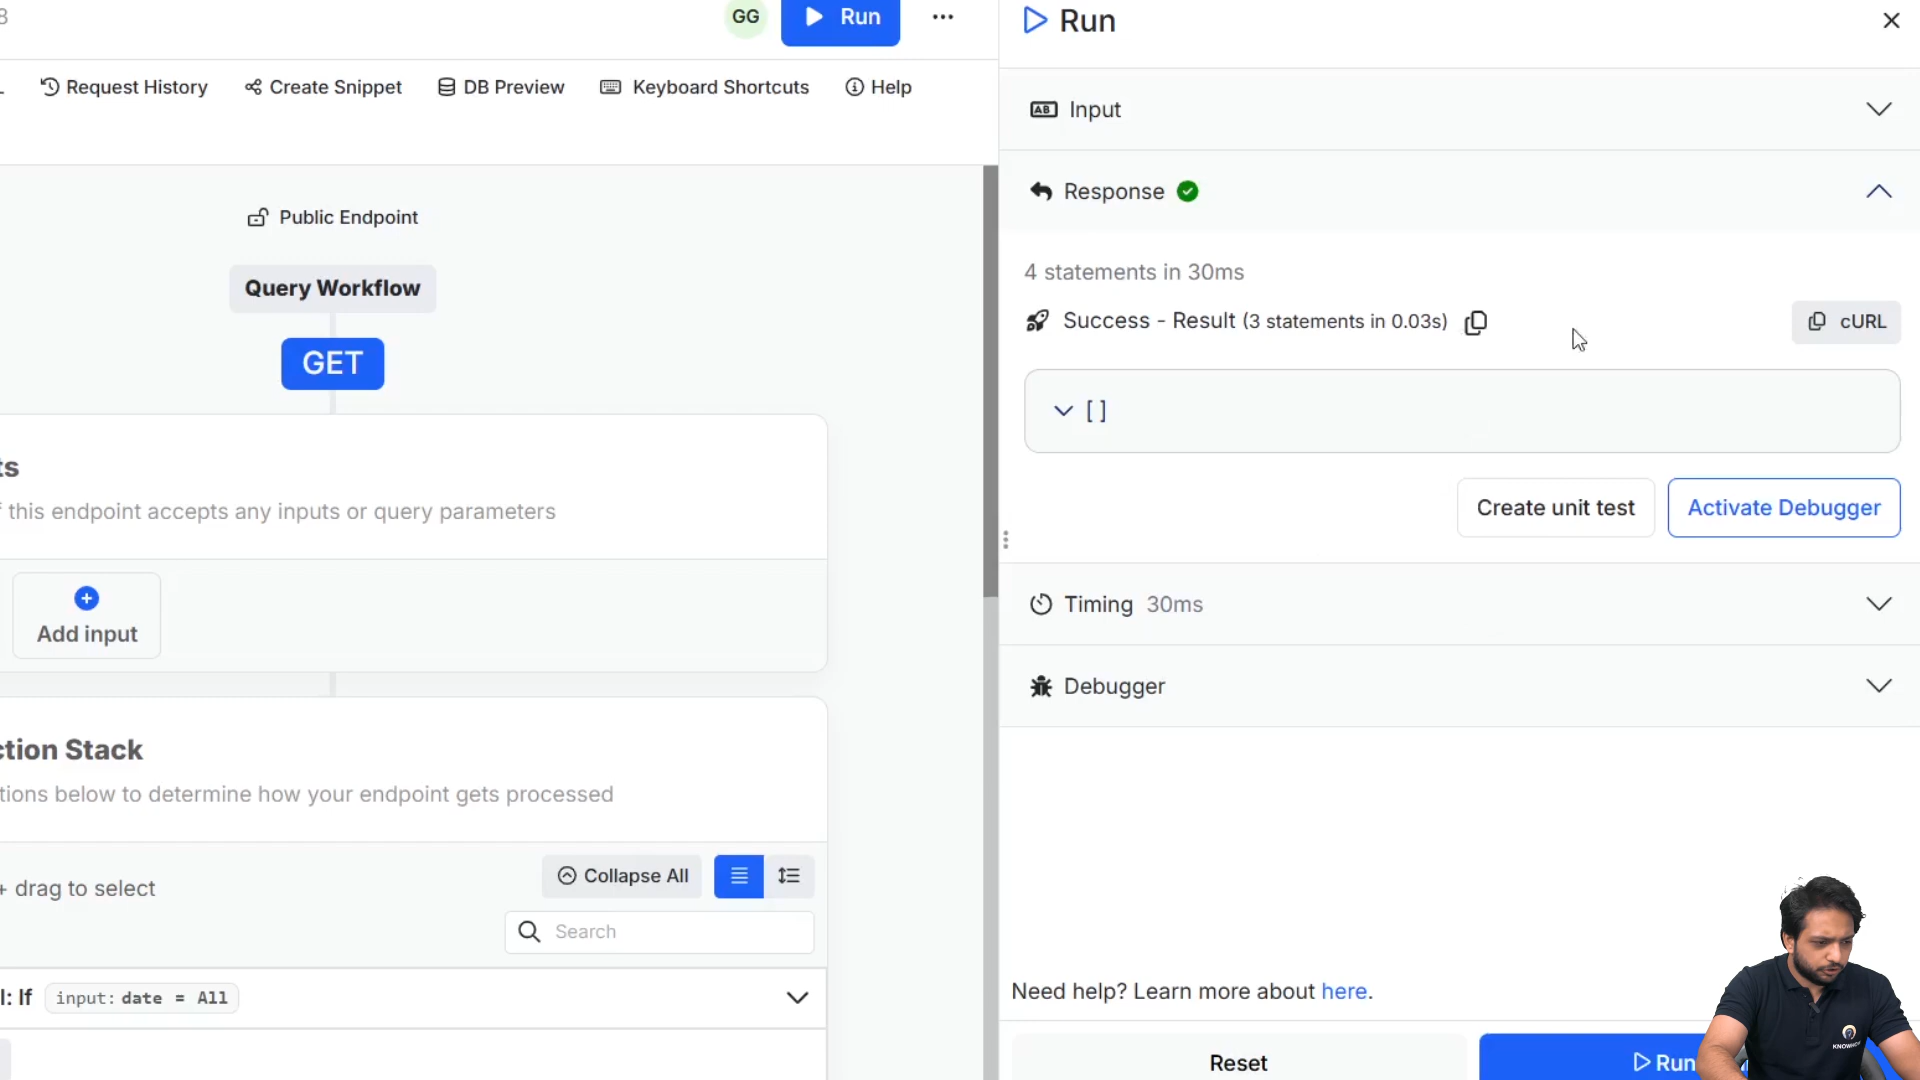 8
GG
Run
Request History
Create Snippet
DB Preview
Keyboard Shortcuts
Help
Public Endpoint
Query Workflow
GET
ts
f this endpoint accepts any inputs or query parameters
Add input
ction Stack
tions below to determine how your endpoint gets processed
+ drag to select
Collapse All
Search
l: If input: date = All
Run
Input
Response
4 statements in 30ms
Success - Result (3 statements in 0.03s)
cURL
[ ]
Create unit test
Activate Debugger
Timing 30ms
Debugger
Need help? Learn more about here.
Reset
Run